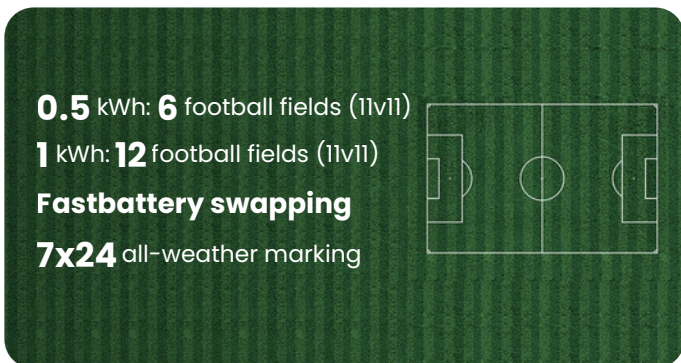 0.5 kWh: 6 football fields (11v11)
1 kWh: 12 football fields (11v11)
Fastbattery swapping
7x24 all-weather marking